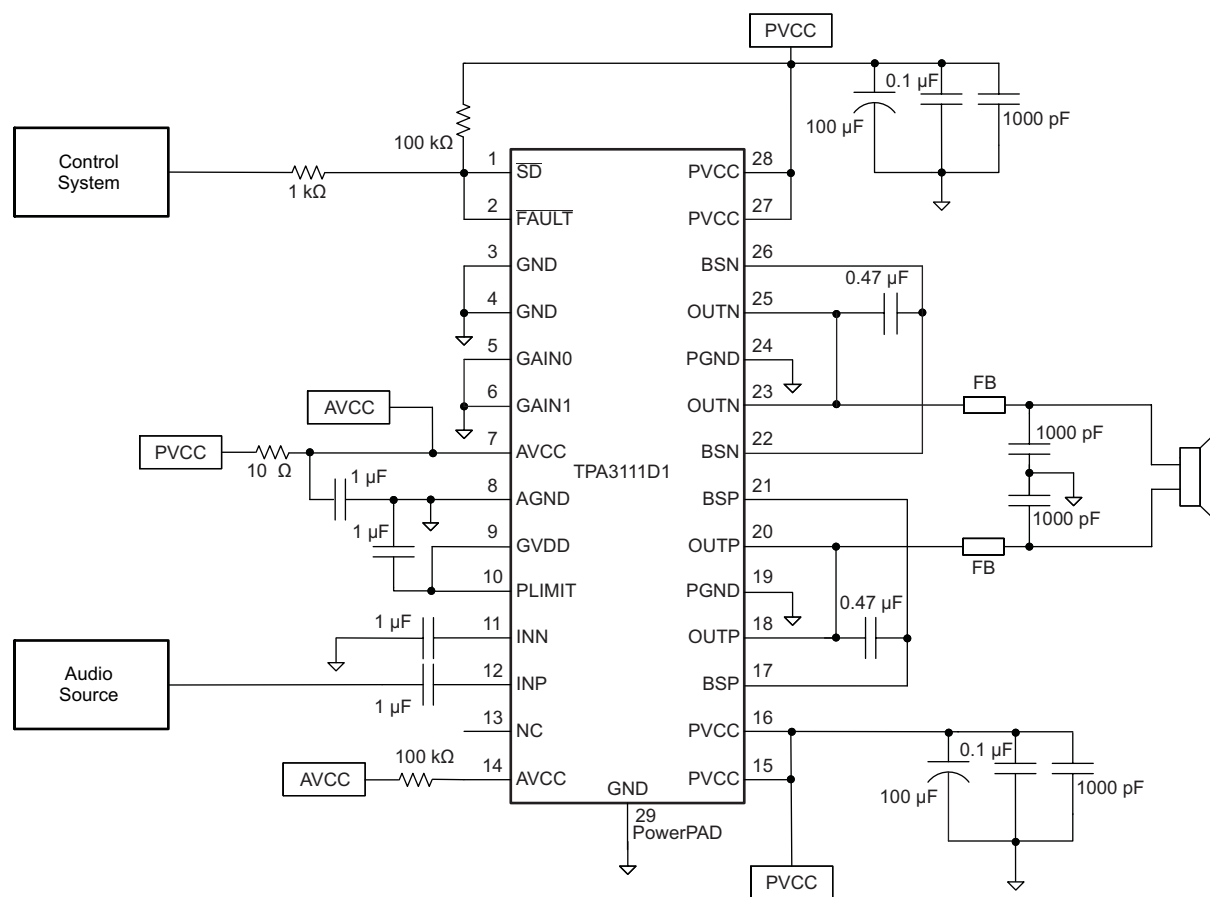 PVCC
0.1 µF
100 µF
1000 pF
Control
System
1 kΩ
100 kΩ
1
SD
2
FAULT
3
GND
4
GND
5
GAIN0
6
GAIN1
AVCC
PVCC
10 Ω
7
AVCC
1 µF
8
AGND
1 µF
9
GVDD
10
PLIMIT
1 µF
11
INN
Audio
Source
12
INP
1 µF
13
NC
AVCC
100 kΩ
14
AVCC
TPA3111D1
GND
29
PowerPAD
28
PVCC
27
PVCC
26
BSN
0.47 µF
25
OUTN
24
PGND
23
OUTN
FB
22
BSN
1000 pF
21
BSP
1000 pF
20
OUTP
FB
19
PGND
0.47 µF
18
OUTP
17
BSP
16
PVCC
15
PVCC
0.1 µF
100 µF
1000 pF
PVCC